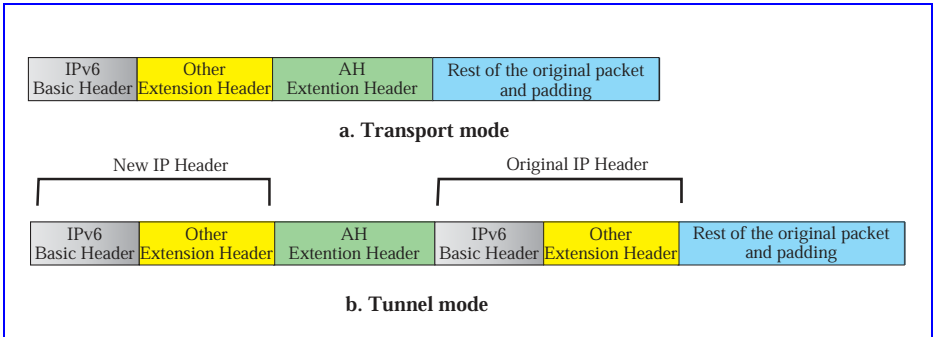 IPv6 Other AH Rest of the original packet
Basic Header Extension Header Extention Header and padding
a. Transport mode
New IP Header Original IP Header
IPv6 Other AH IPv6 Other Rest of the original packet
Basic Header Extension Header Extention Header Basic Header Extension Header and padding
b. Tunnel mode